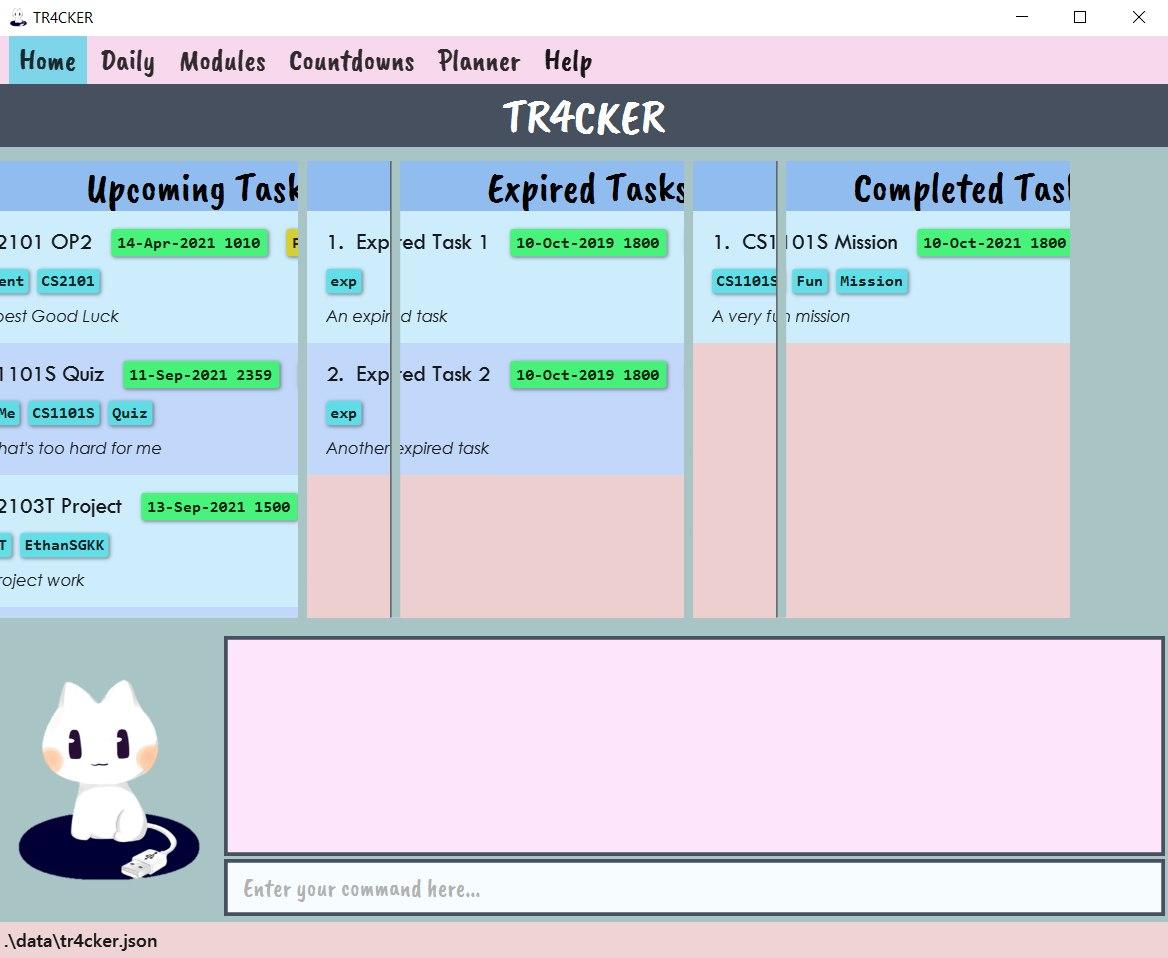 TR4CKER
Home Daily Modules Countdowns Planner Help
TR4CKER
Upcoming Task
2101 OP2 14-Apr-2021 1010
ent CS2101
best Good Luck
1101S Quiz 11-Sep-2021 2359
Me CS1101S Quiz
hat's too hard for me
2103T Project 13-Sep-2021 1500
T EthanSGKK
roject work
Expired Tasks
1. Expired Task 1 10-Oct-2019 1800
exp
An expired task
2. Expired Task 2 10-Oct-2019 1800
exp
Another expired task
Completed Tas
1. CS1101S Mission 10-Oct-2021 1800
CS1101S Fun Mission
A very fun mission
Enter your command here...
.\data\tr4cker.json